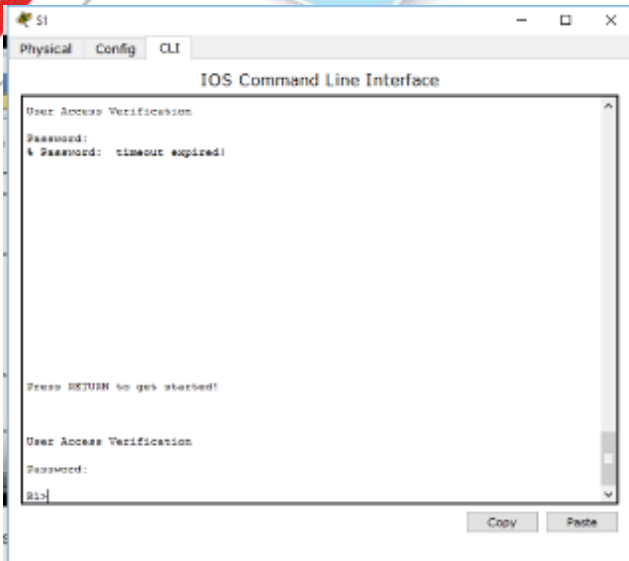 S1
Physical Config CLI
IOS Command Line Interface
User Access Verification
Password:
% Password: timeout expired!
Press RETURN to get started!
User Access Verification
Password:
S1>
Copy Paste